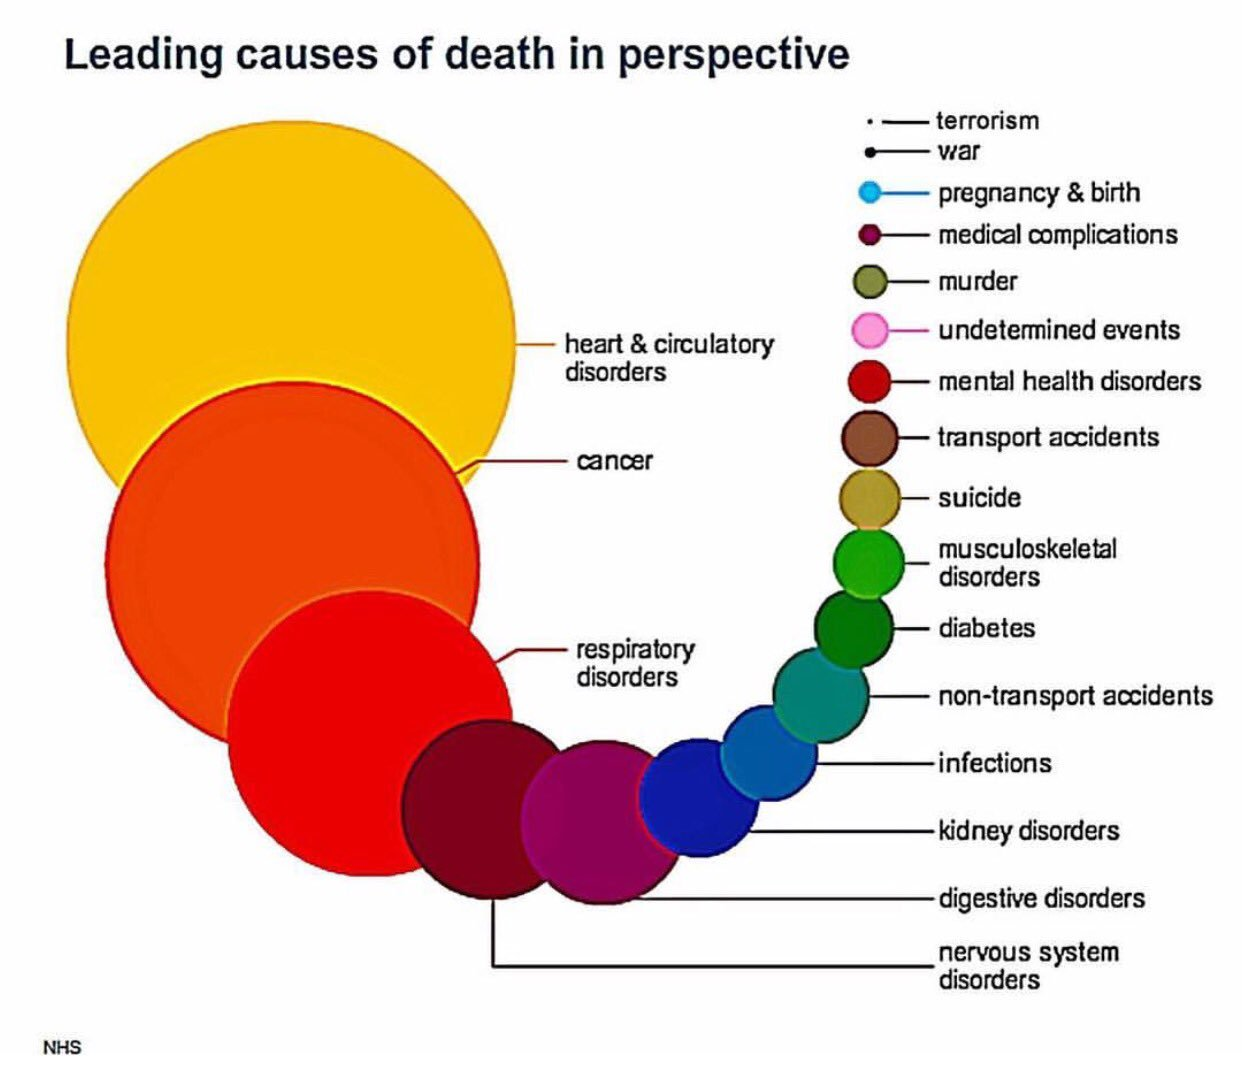 Leading causes of death in perspective
terrorism
war
pregnancy & birth
medical complications
murder
undetermined events
mental health disorders
transport accidents
suicide
musculoskeletal
disorders
diabetes
non-transport accidents
infections
kidney disorders
digestive disorders
nervous system
disorders
heart & circulatory
disorders
cancer
respiratory
disorders
NHS